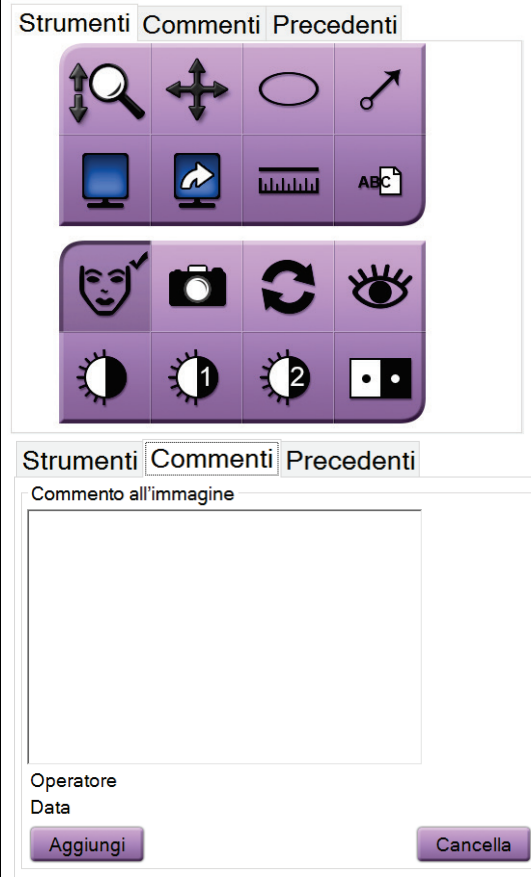 Strumenti Commenti Precedenti
ABC
1 2
Strumenti Commenti Precedenti
Commento all'immagine
Operatore
Data
Aggiungi Cancella